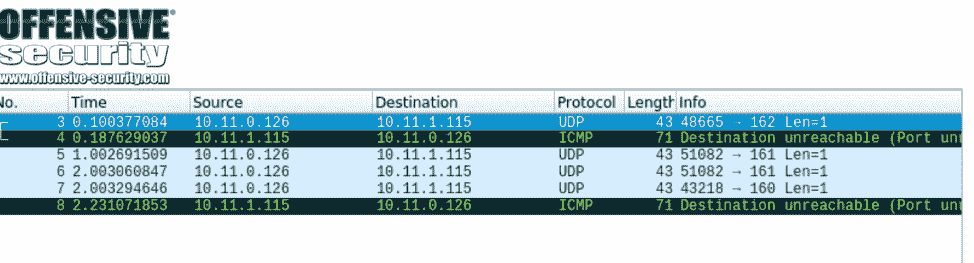 OFFENSIVE
security
www.offensive-security.com
No. Time Source Destination Protocol Length Info
3 0.100377084 10.11.0.126 10.11.1.115 UDP 43 48665 → 162 Len=1
4 0.187629037 10.11.1.115 10.11.0.126 ICMP 71 Destination unreachable (Port un
5 1.002691509 10.11.0.126 10.11.1.115 UDP 43 51082 → 161 Len=1
6 2.003060847 10.11.0.126 10.11.1.115 UDP 43 51082 → 161 Len=1
7 2.003294646 10.11.0.126 10.11.1.115 UDP 43 43218 → 160 Len=1
8 2.231071853 10.11.1.115 10.11.0.126 ICMP 71 Destination unreachable (Port un